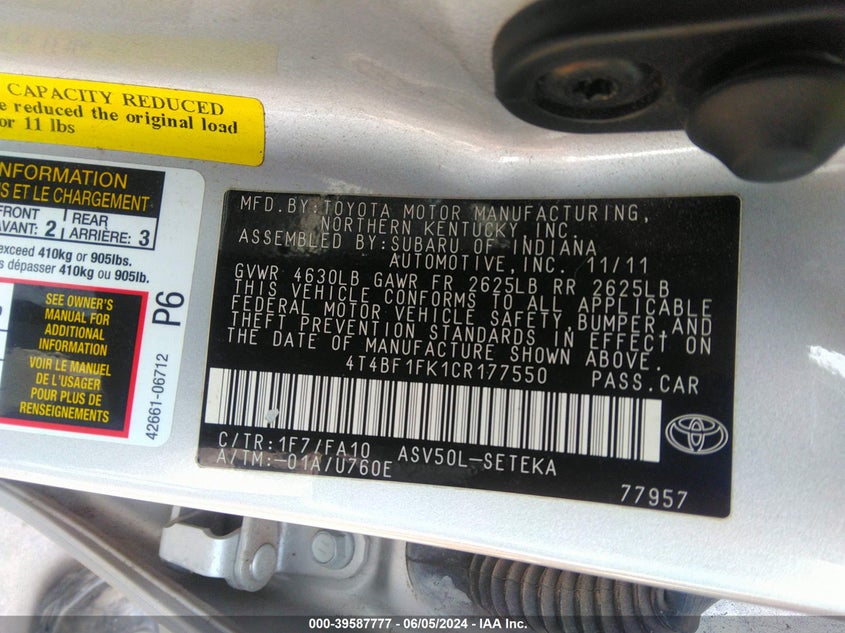 CAPACITY REDUCED
e reduced the original load
or 11 lbs
INFORMATION
S ET LE CHARGEMENT
FRONT
AVANT: 2
REAR
ARRIÈRE: 3
exceed 410kg or 905lbs.
s dépasser 410kg ou 905lb.
SEE OWNER'S
MANUAL FOR
ADDITIONAL
INFORMATION
VOIR LE MANUEL
DE L'USAGER
POUR PLUS DE
RENSEIGNEMENTS
P6
42661-06712
MFD.BY:TOYOTA MOTOR MANUFACTURING,
NORTHERN KENTUCKY INC.
ASSEMBLED BY:SUBARU OF INDIANA
AUTOMOTIVE,INC. 11/11
GVWR 4630LB GAWR FR 2625LB RR 2625LB
THIS VEHICLE CONFORMS TO ALL APPLICABLE
FEDERAL MOTOR VEHICLE SAFETY,BUMPER,AND
THEFT PREVENTION STANDARDS IN EFFECT ON
THE DATE OF MANUFACTURE SHOWN ABOVE.
4T4BF1FK1CR177550 PASS.CAR
C/TR:1F7/FA10 ASV50L-SETEKA
A/TM:-01A/U760E
77957
TOYOTA
000-39587777 - 06/05/2024 - IAA Inc.